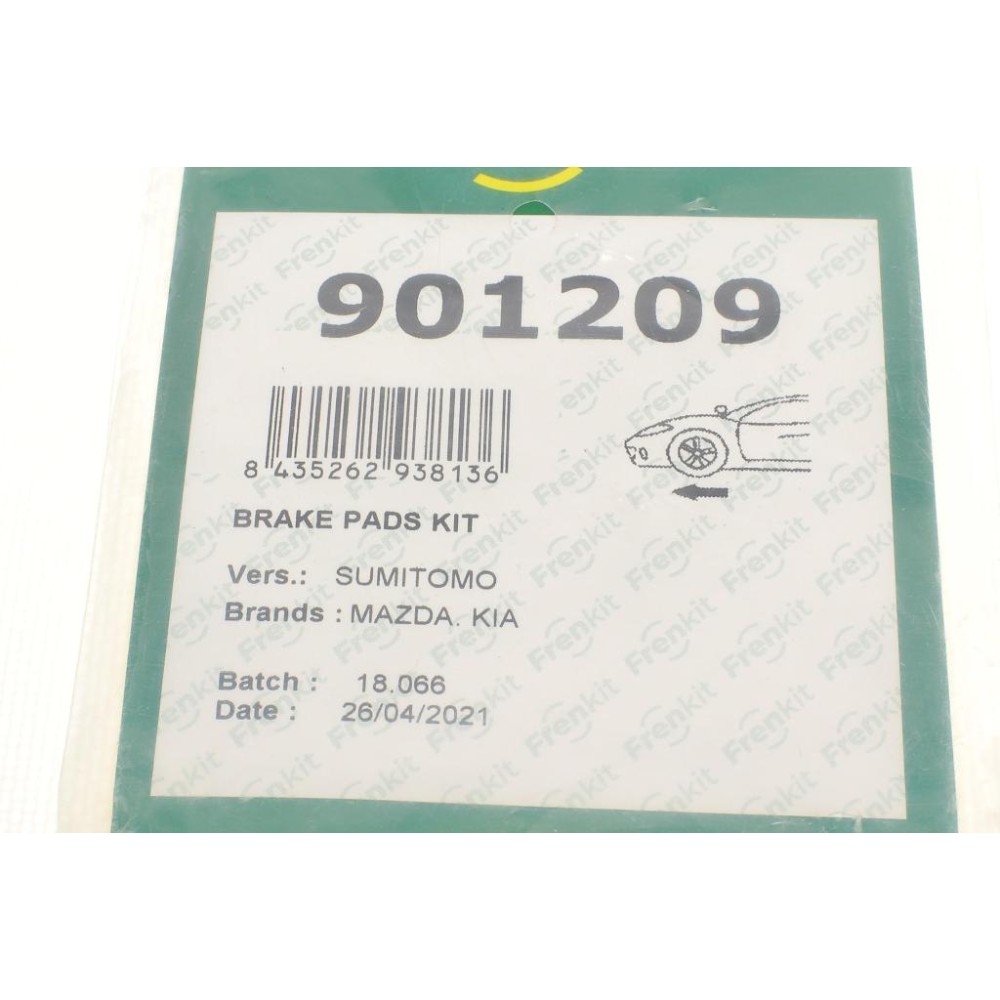 901209
8 435262 938136
BRAKE PADS KIT
Vers.: SUMITOMO
Brands : MAZDA. KIA
Batch : 18.066
Date : 26/04/2021
Frenkit